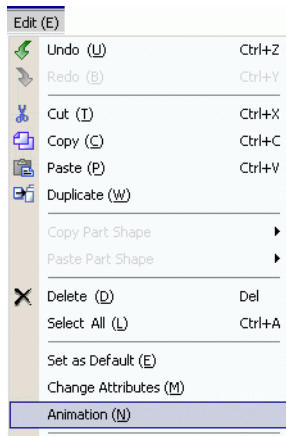 Edit (E)
Undo (U) Ctrl+Z
Redo (B) Ctrl+Y
Cut (T) Ctrl+X
Copy (C) Ctrl+C
Paste (P) Ctrl+V
Duplicate (W)
Copy Part Shape
Paste Part Shape
Delete (D) Del
Select All (L) Ctrl+A
Set as Default (E)
Change Attributes (M)
Animation (N)